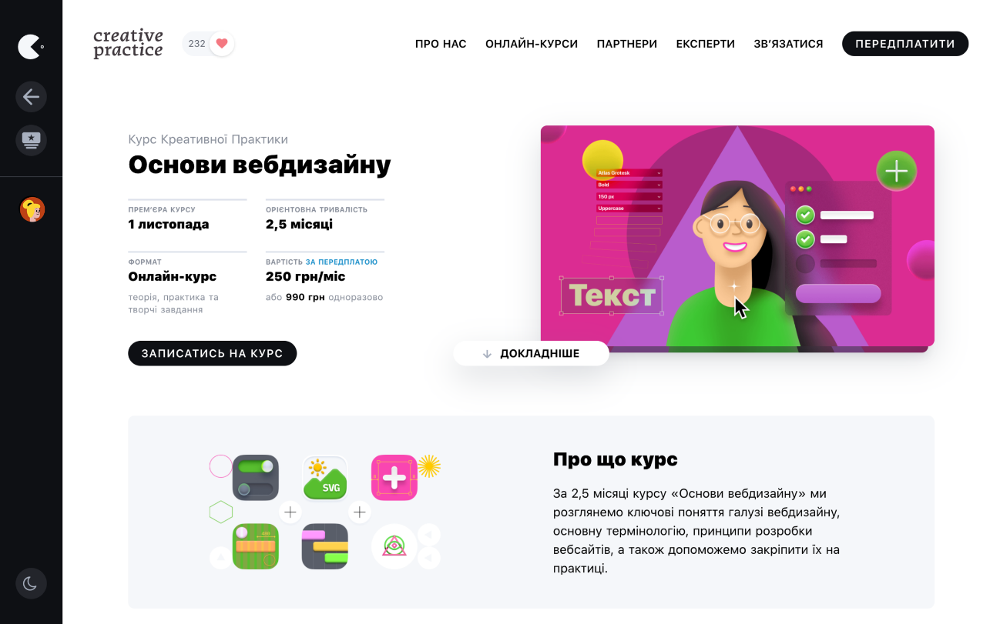 creative
practice
232
ПРО НАС
ОНЛАЙН-КУРСИ
ПАРТНЕРИ
ЕКСПЕРТИ
ЗВ’ЯЗАТИСЯ
ПЕРЕДПЛАТИТИ
Курс Креативної Практики
Основи вебдизайну
ПРЕМ’ЄРА КУРСУ
1 листопада
ОРІЄНТОВНА ТРИВАЛІСТЬ
2,5 місяці
ФОРМАТ
Онлайн-курс
теорія, практика та
творчі завдання
ВАРТІСТЬ ЗА ПЕРЕДПЛАТОЮ
250 грн/міс
або 990 грн одноразово
ЗАПИСАТИСЬ НА КУРС
ДОКЛАДНІШЕ
Atlas Grotesk
Bold
150 px
Uppercase
Текст
SVG
Про що курс
За 2,5 місяці курсу «Основи вебдизайну» ми
розглянемо ключові поняття галузі вебдизайну,
основну термінологію, принципи розробки
вебсайтів, а також допоможемо закріпити їх на
практиці.